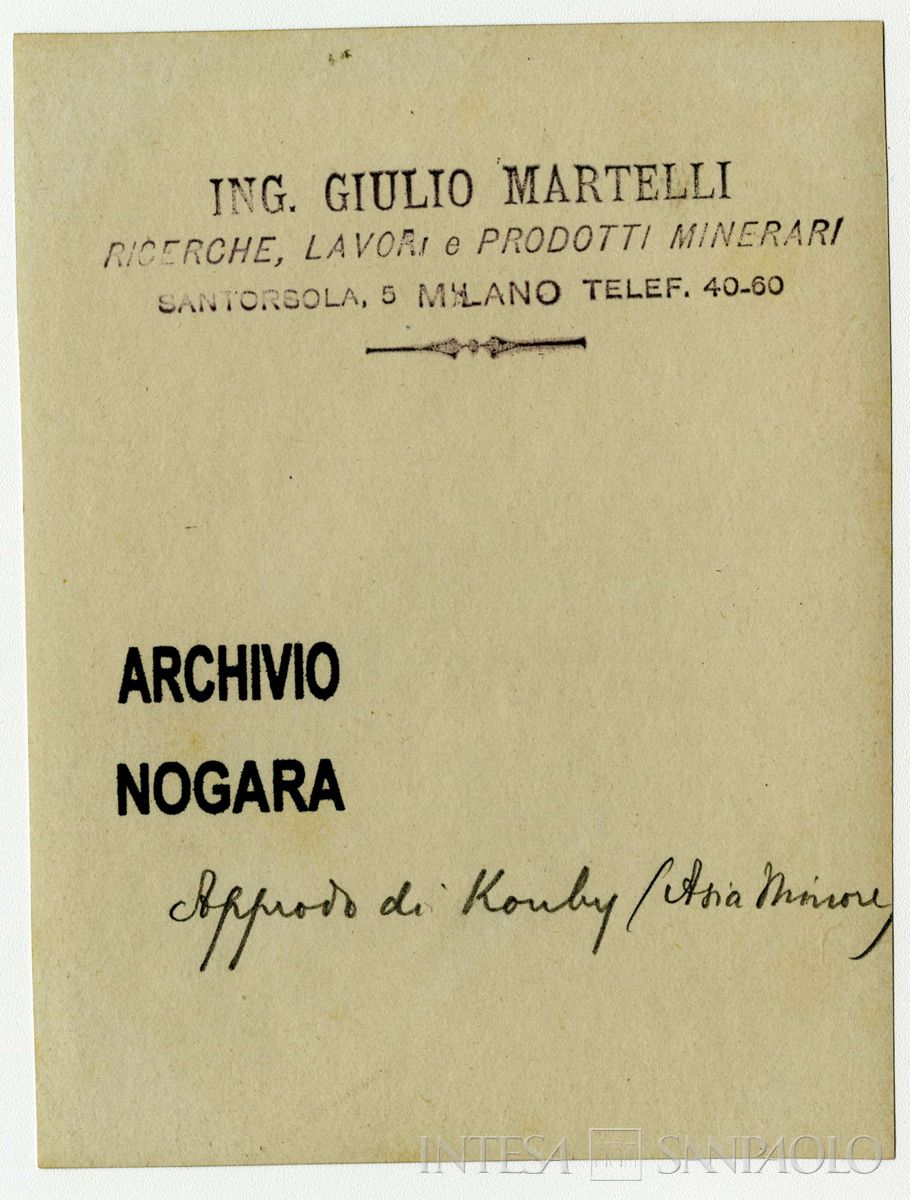 ING. GIULIO MARTELLI
RICERCHE, LAVORI e PRODOTTI MINERARI
SANTORSOLA, 5 MILANO TELEF. 40-60
ARCHIVIO
NOGARA
Approdo di Kouby (Asia Minore)
INTESA SANPAOLO